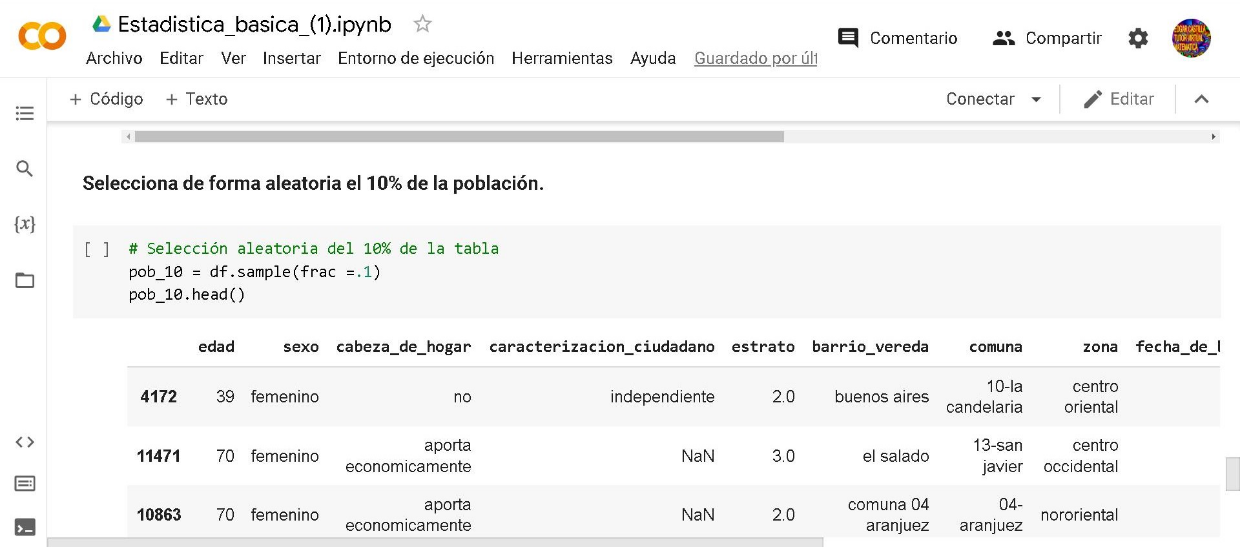 Estadistica_basica_(1).ipynb
Comentario
Compartir
Archivo Editar Ver Insertar Entorno de ejecución Herramientas Ayuda Guardado por últ
+ Código + Texto
Conectar
Editar
Selecciona de forma aleatoria el 10% de la población.
[ ] # Selección aleatoria del 10% de la tabla
pob_10 = df.sample(frac =.1)
pob_10.head()
edad sexo cabeza_de_hogar caracterizacion_ciudadano estrato barrio_vereda comuna zona
4172 39 femenino no independiente 2.0 buenos aires 10-la candelaria centro oriental
11471 70 femenino aporta economicamente NaN 3.0 el salado 13-san javier centro occidental
10863 70 femenino aporta economicamente NaN 2.0 comuna 04 aranjuez 04-aranjuez nororiental